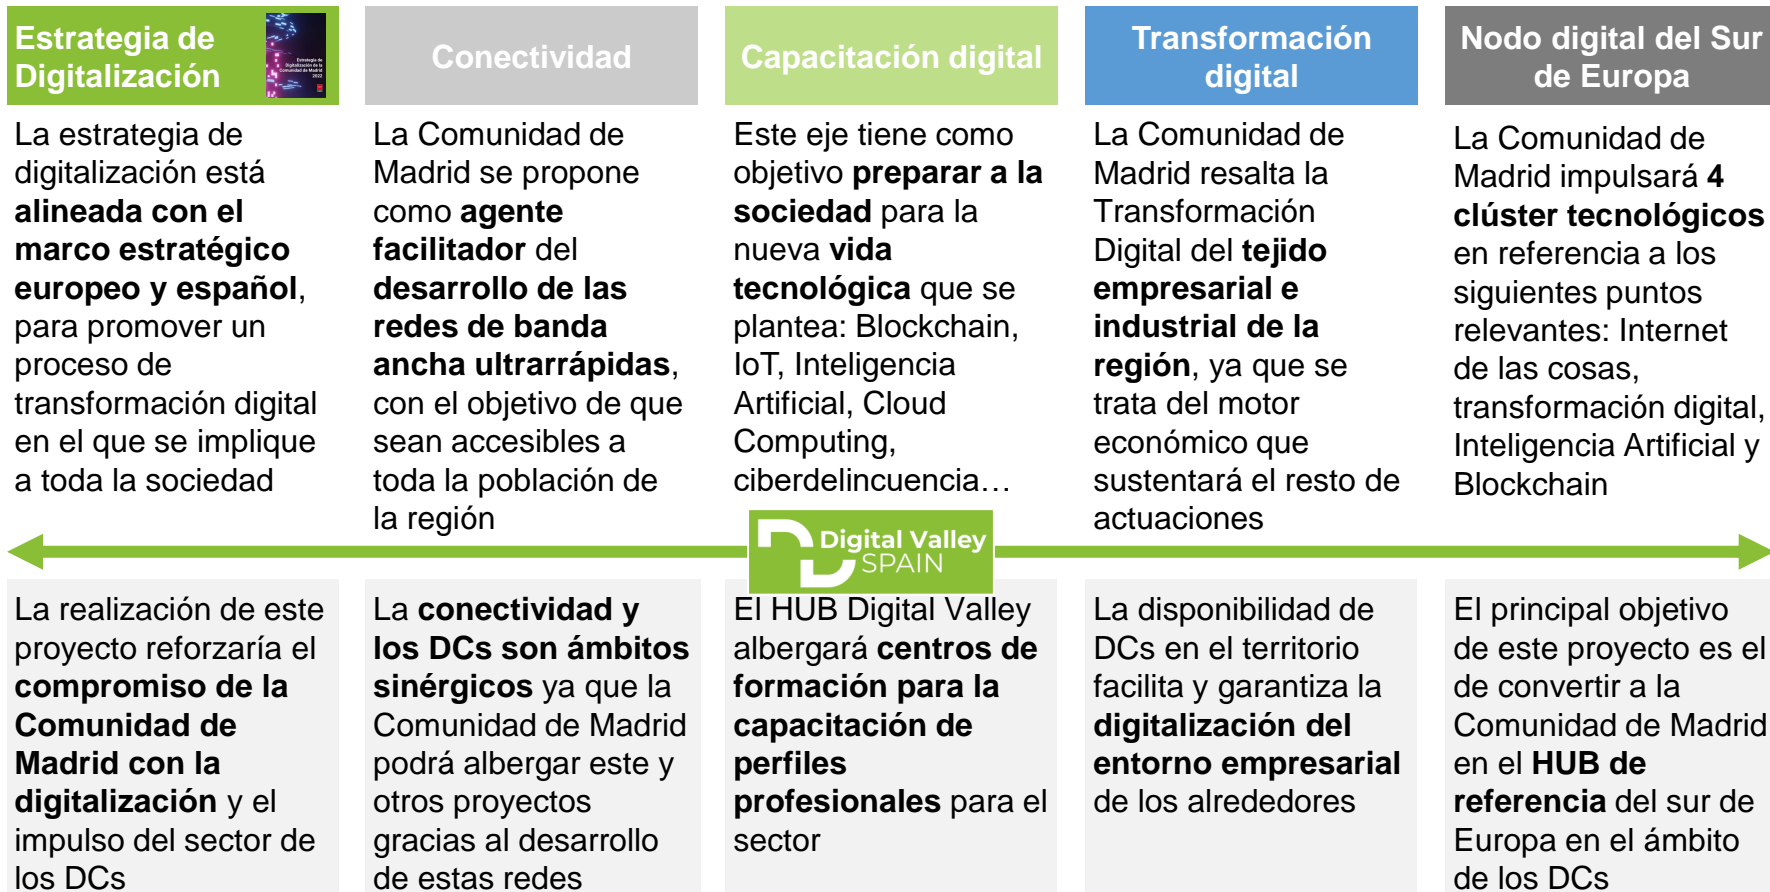 Estrategia de
Digitalización
Estrategia de
Digitalización de la
Comunidad de Madrid
2022
Conectividad
Capacitación digital
Transformación
digital
Nodo digital del Sur
de Europa
La estrategia de
digitalización está
alineada con el
marco estratégico
europeo y español,
para promover un
proceso de
transformación digital
en el que se implique
a toda la sociedad
La Comunidad de
Madrid se propone
como agente
facilitador del
desarrollo de las
redes de banda
ancha ultrarrápidas,
con el objetivo de que
sean accesibles a
toda la población de
la región
Este eje tiene como
objetivo preparar a la
sociedad para la
nueva vida
tecnológica que se
plantea: Blockchain,
IoT, Inteligencia
Artificial, Cloud
Computing,
ciberdelincuencia…
La Comunidad de
Madrid resalta la
Transformación
Digital del tejido
empresarial e
industrial de la
región, ya que se
trata del motor
económico que
sustentará el resto de
actuaciones
La Comunidad de
Madrid impulsará 4
clúster tecnológicos
en referencia a los
siguientes puntos
relevantes: Internet
de las cosas,
transformación digital,
Inteligencia Artificial y
Blockchain
Digital Valley
SPAIN
La realización de este
proyecto reforzaría el
compromiso de la
Comunidad de
Madrid con la
digitalización y el
impulso del sector de
los DCs
La conectividad y
los DCs son ámbitos
sinérgicos ya que la
Comunidad de Madrid
podrá albergar este y
otros proyectos
gracias al desarrollo
de estas redes
El HUB Digital Valley
albergará centros de
formación para la
capacitación de
perfiles
profesionales para el
sector
La disponibilidad de
DCs en el territorio
facilita y garantiza la
digitalización del
entorno empresarial
de los alrededores
El principal objetivo
de este proyecto es el
de convertir a la
Comunidad de Madrid
en el HUB de
referencia del sur de
Europa en el ámbito
de los DCs